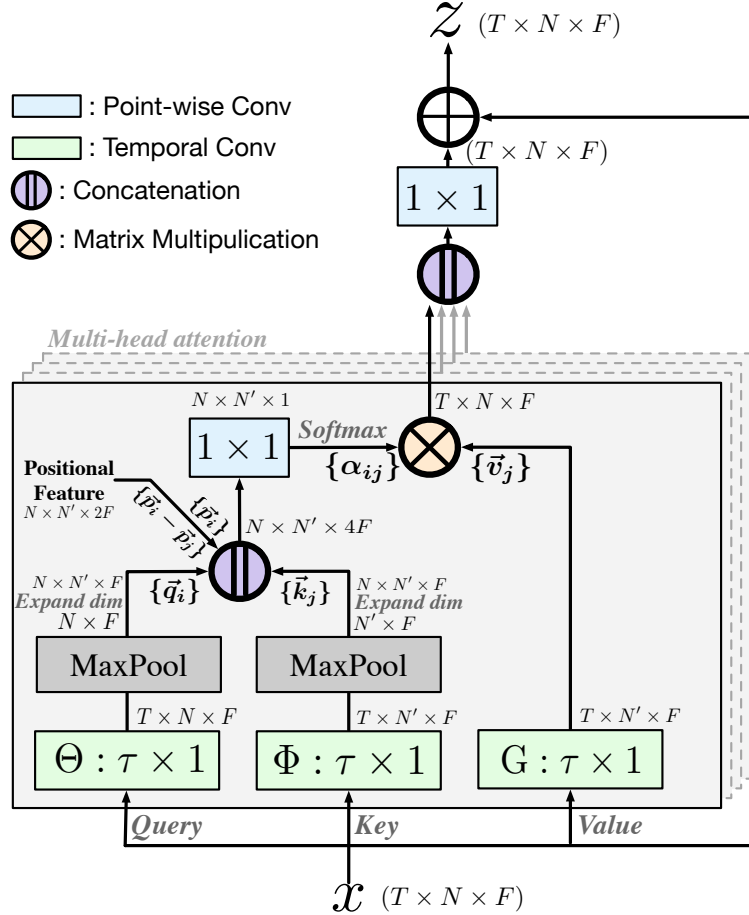 z (T × N × F)
: Point-wise Conv
: Temporal Conv
: Concatenation
: Matrix Multipulication
(T × N × F)
1 × 1
Multi-head attention
N × N′ × 1
T × N × F
1 × 1
Softmax
{α_ij}
{v⃗_j}
Positional
Feature
N × N′ × 2F
{p⃗_i}
{p⃗_i − p⃗_j}
N × N′ × 4F
N × N′ × F
Expand dim
N × F
{q⃗_i}
{k⃗_j}
N × N′ × F
Expand dim
N′ × F
MaxPool
MaxPool
T × N × F
T × N′ × F
T × N′ × F
Θ : τ × 1
Φ : τ × 1
G : τ × 1
Query
Key
Value
x (T × N × F)